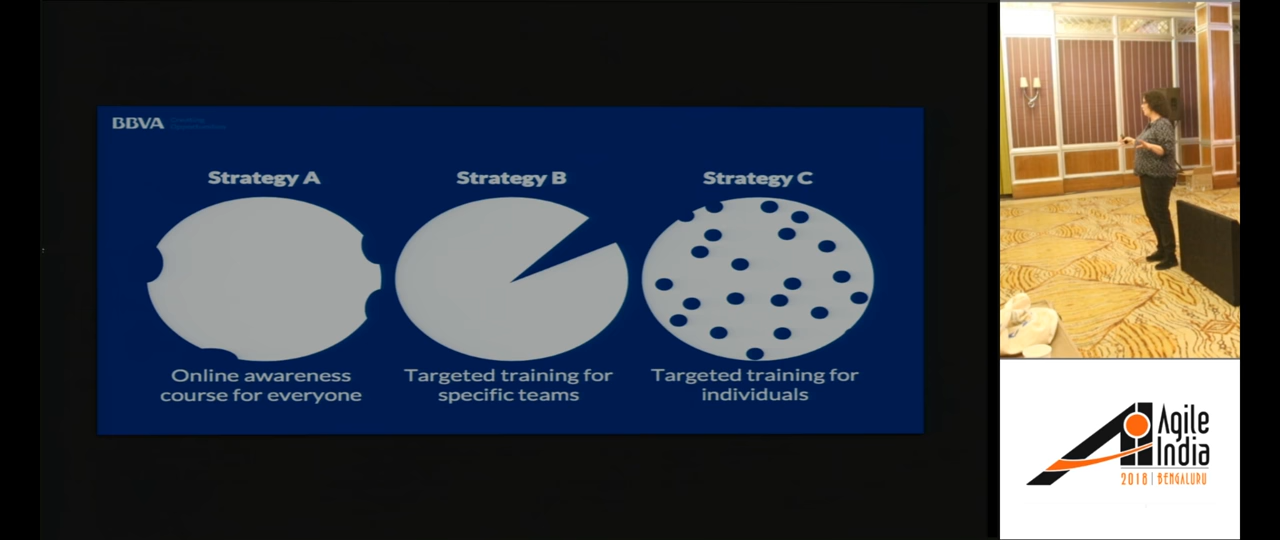 BBVA
Strategy A
Strategy B
Strategy C
Online awareness
course for everyone
Targeted training for
specific teams
Targeted training for
individuals
Agile
India
2018 | BENGALURU